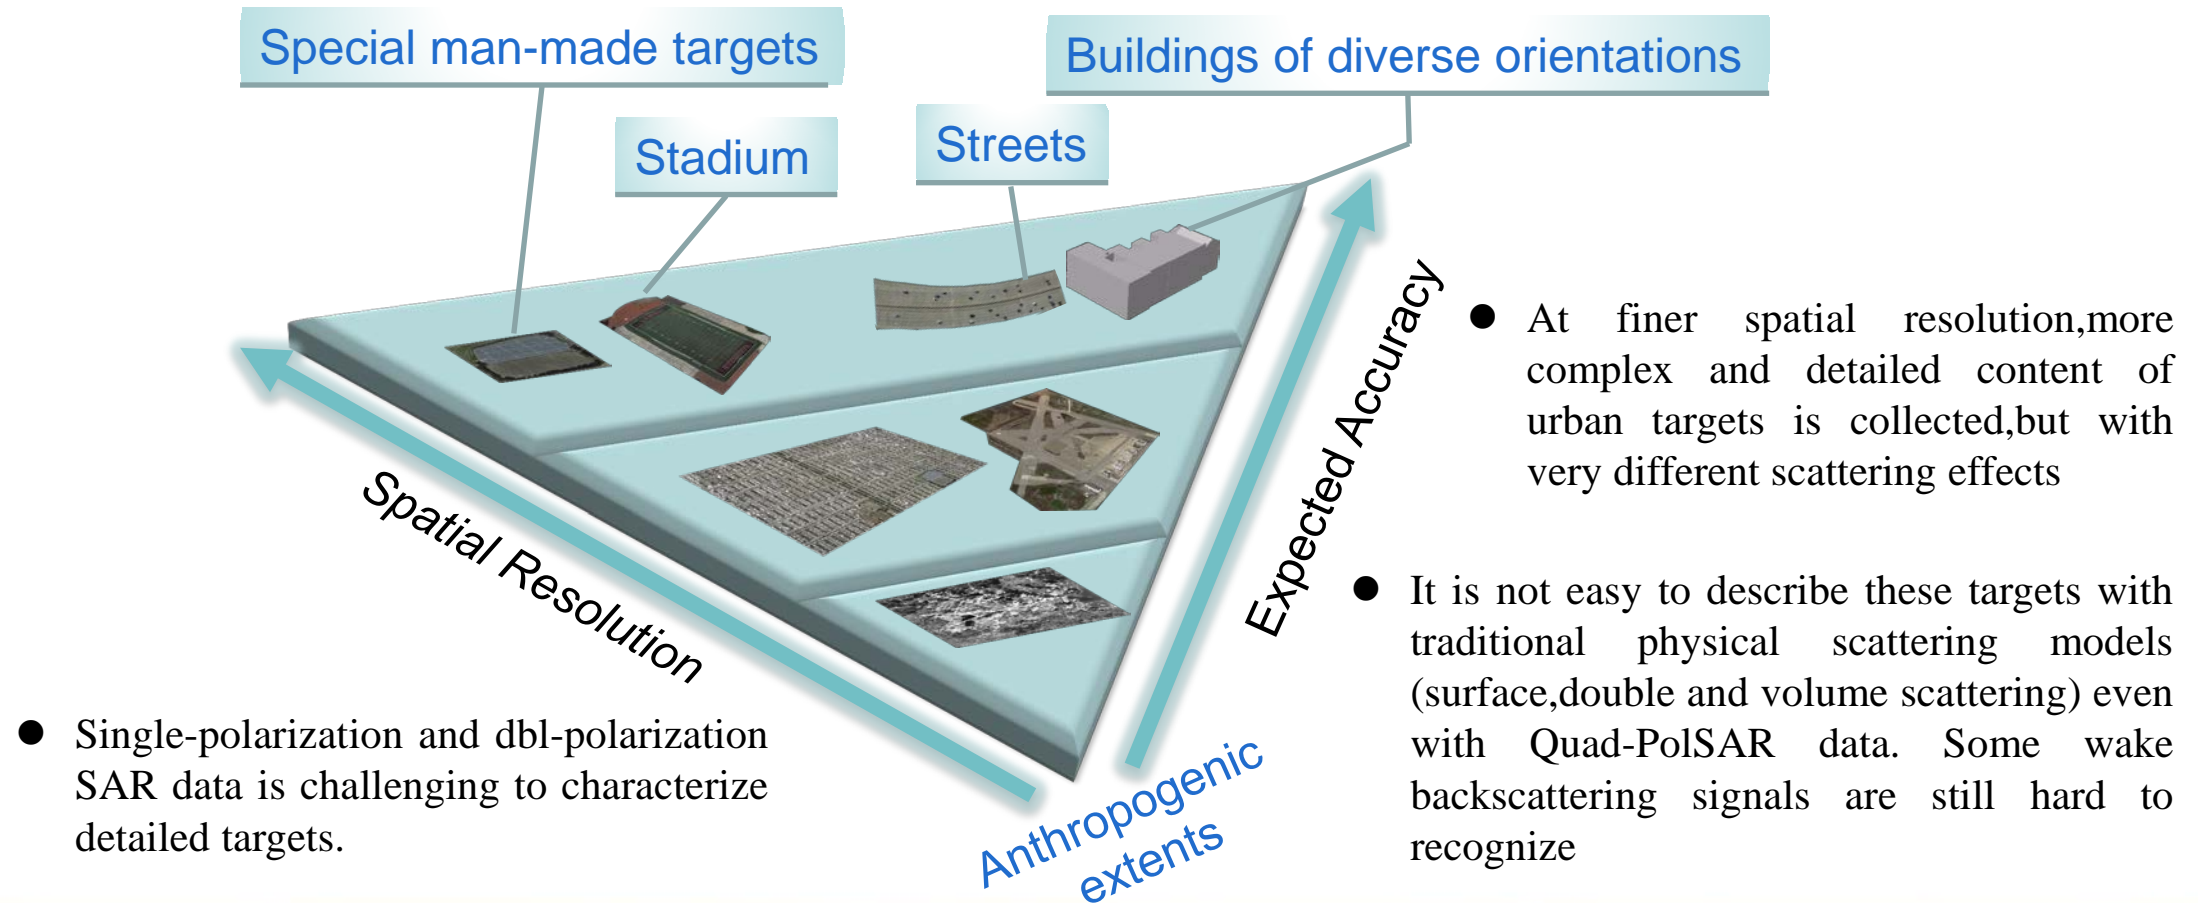 Special man-made targets
Buildings of diverse orientations
Stadium
Streets
Spatial Resolution
Expected Accuracy
Anthropogenic
extents
At finer spatial resolution,more
complex and detailed content of
urban targets is collected,but with
very different scattering effects
It is not easy to describe these targets with
traditional physical scattering models
(surface,double and volume scattering) even
with Quad-PolSAR data. Some wake
backscattering signals are still hard to
recognize
Single-polarization and dbl-polarization
SAR data is challenging to characterize
detailed targets.